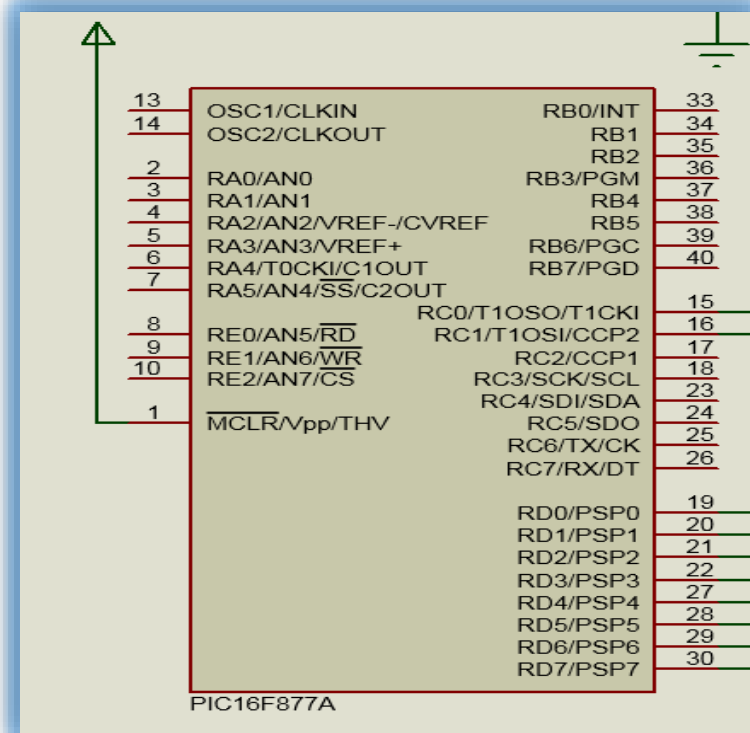 13 OSC1/CLKIN
14 OSC2/CLKOUT
2 RA0/AN0
3 RA1/AN1
4 RA2/AN2/VREF-/CVREF
5 RA3/AN3/VREF+
6 RA4/T0CKI/C1OUT
7 RA5/AN4/SS/C2OUT
8 RE0/AN5/RD
9 RE1/AN6/WR
10 RE2/AN7/CS
1 MCLR/Vpp/THV
RB0/INT 33
RB1 34
RB2 35
RB3/PGM 36
RB4 37
RB5 38
RB6/PGC 39
RB7/PGD 40
RC0/T1OSO/T1CKI 15
RC1/T1OSI/CCP2 16
RC2/CCP1 17
RC3/SCK/SCL 18
RC4/SDI/SDA 23
RC5/SDO 24
RC6/TX/CK 25
RC7/RX/DT 26
RD0/PSP0 19
RD1/PSP1 20
RD2/PSP2 21
RD3/PSP3 22
RD4/PSP4 27
RD5/PSP5 28
RD6/PSP6 29
RD7/PSP7 30
PIC16F877A